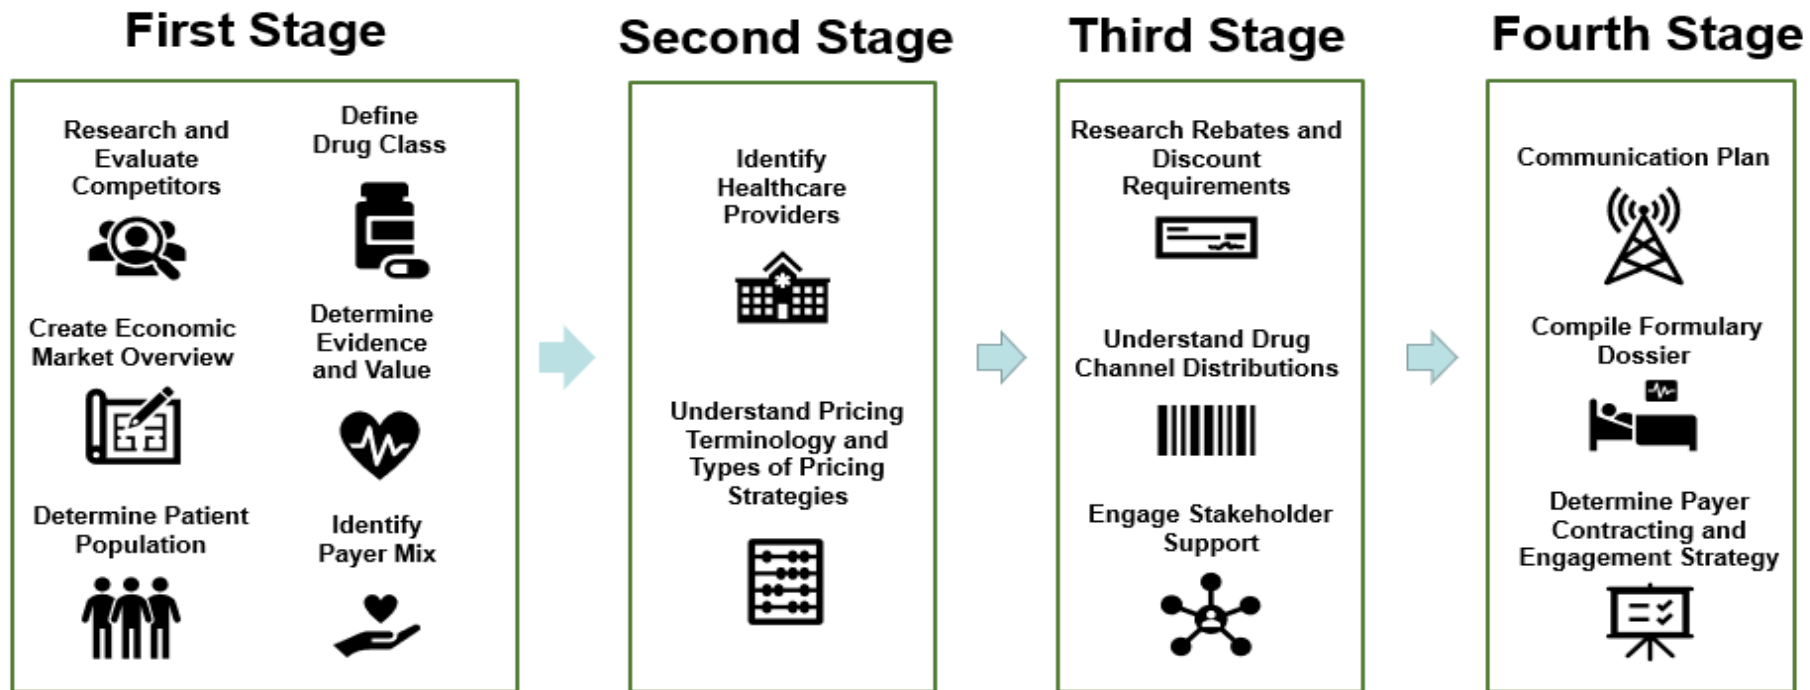 First Stage
Research and
Evaluate
Competitors
Define
Drug Class
Create Economic
Market Overview
Determine
Evidence
and Value
Determine Patient
Population
Identify
Payer Mix
Second Stage
Identify
Healthcare
Providers
Understand Pricing
Terminology and
Types of Pricing
Strategies
Third Stage
Research Rebates and
Discount
Requirements
Understand Drug
Channel Distributions
Engage Stakeholder
Support
Fourth Stage
Communication Plan
Compile Formulary
Dossier
Determine Payer
Contracting and
Engagement Strategy